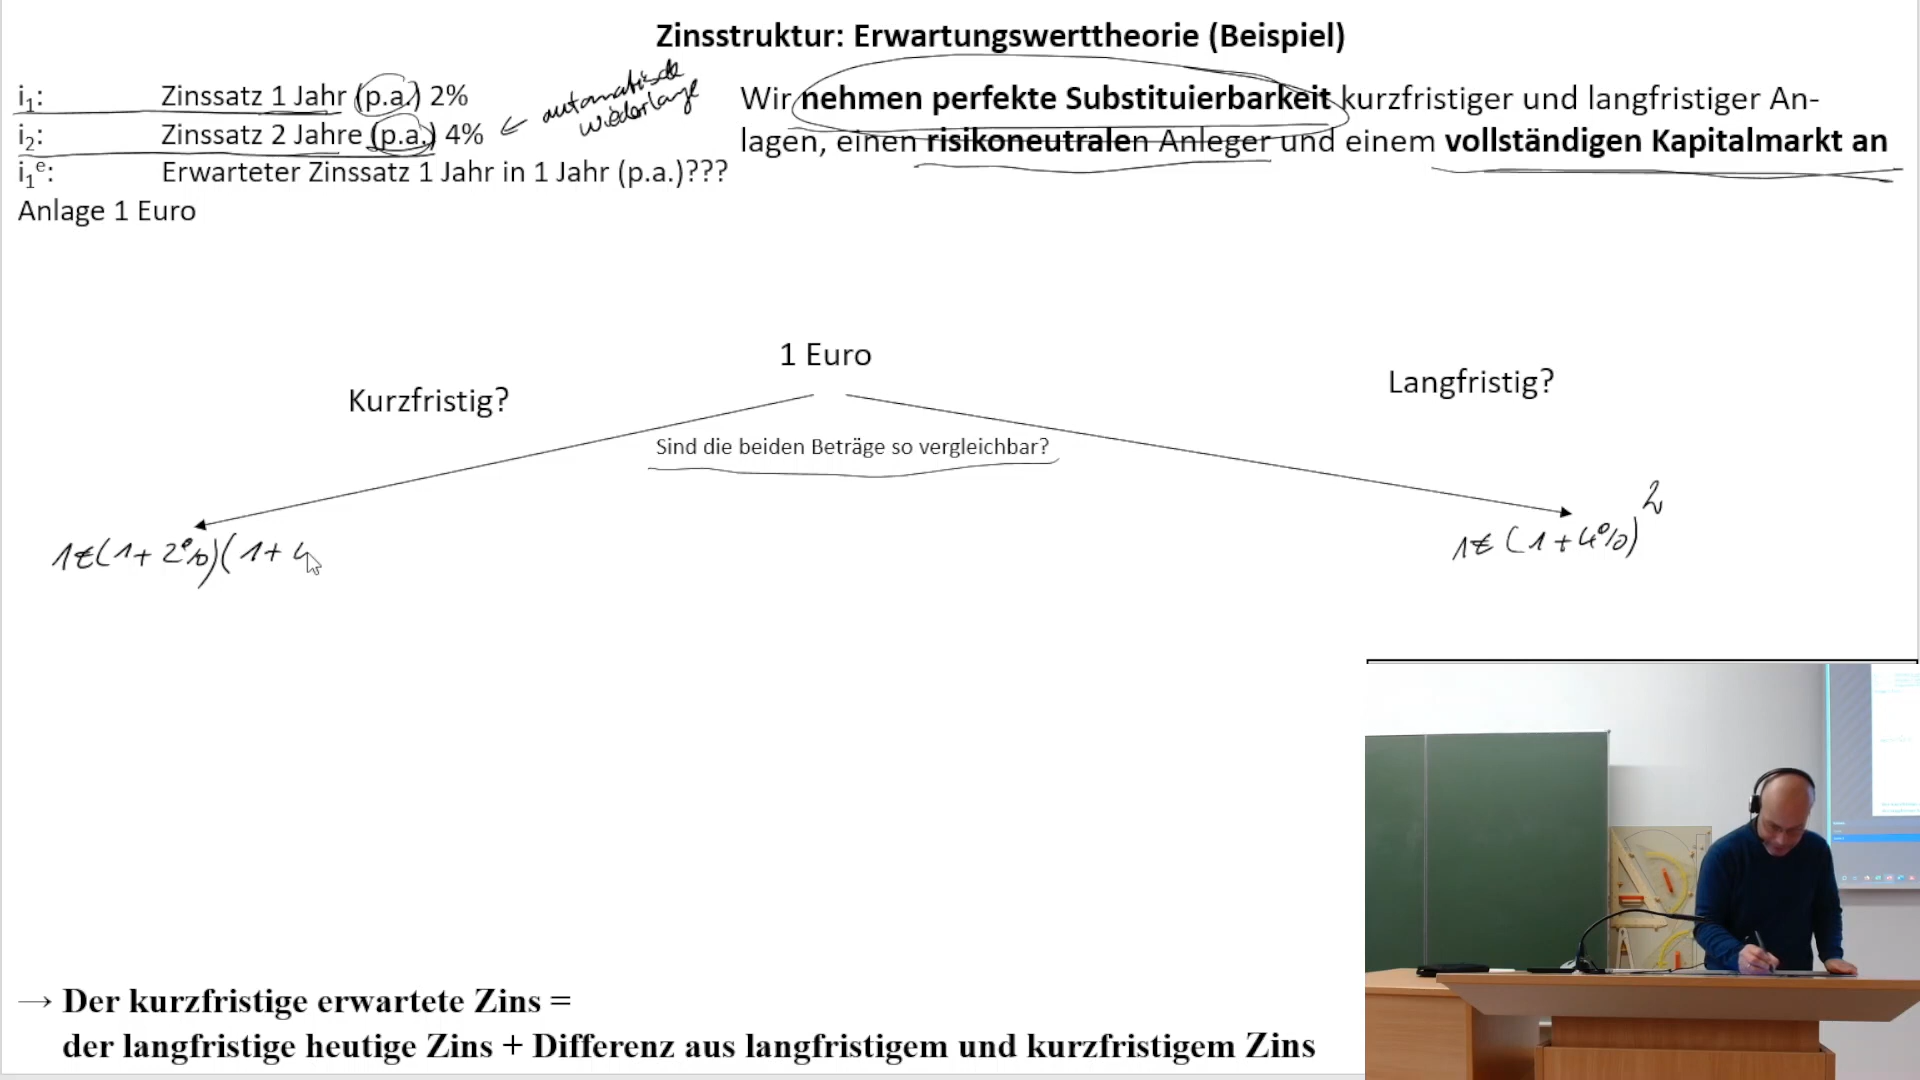 Zinsstruktur: Erwartungswerttheorie (Beispiel)
i₁: Zinssatz 1 Jahr (p.a.) 2%
i₂: Zinssatz 2 Jahre (p.a.) 4%
i₁ᵉ: Erwarteter Zinssatz 1 Jahr in 1 Jahr (p.a.)???
Anlage 1 Euro
automatische
Wiederlange
Wir nehmen perfekte Substituierbarkeit kurzfristiger und langfristiger An-
lagen, einen risikoneutralen Anleger und einem vollständigen Kapitalmarkt an
1 Euro
Kurzfristig?
Langfristig?
Sind die beiden Beträge so vergleichbar?
1€(1+2%)(1+
1€(1+4%)²
→ Der kurzfristige erwartete Zins =
der langfristige heutige Zins + Differenz aus langfristigem und kurzfristigem Zins